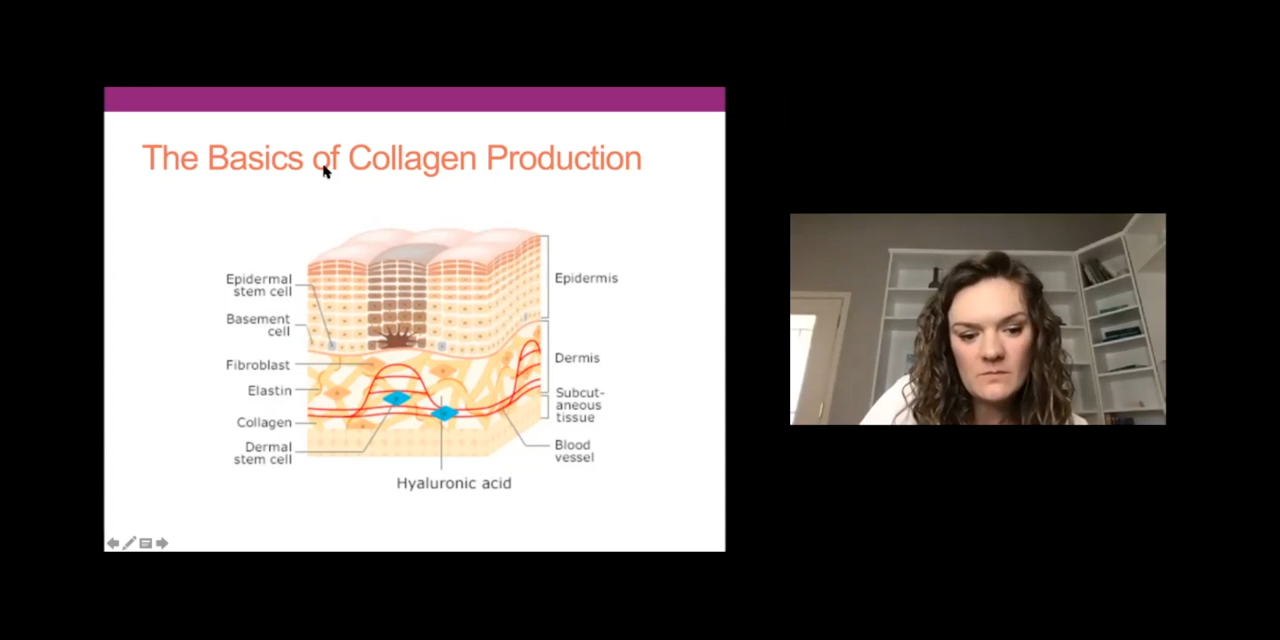 The Basics of Collagen Production
Epidermal
stem cell
Basement
cell
Fibroblast
Elastin
Collagen
Dermal
stem cell
Epidermis
Dermis
Subcut-
aneous
tissue
Blood
vessel
Hyaluronic acid